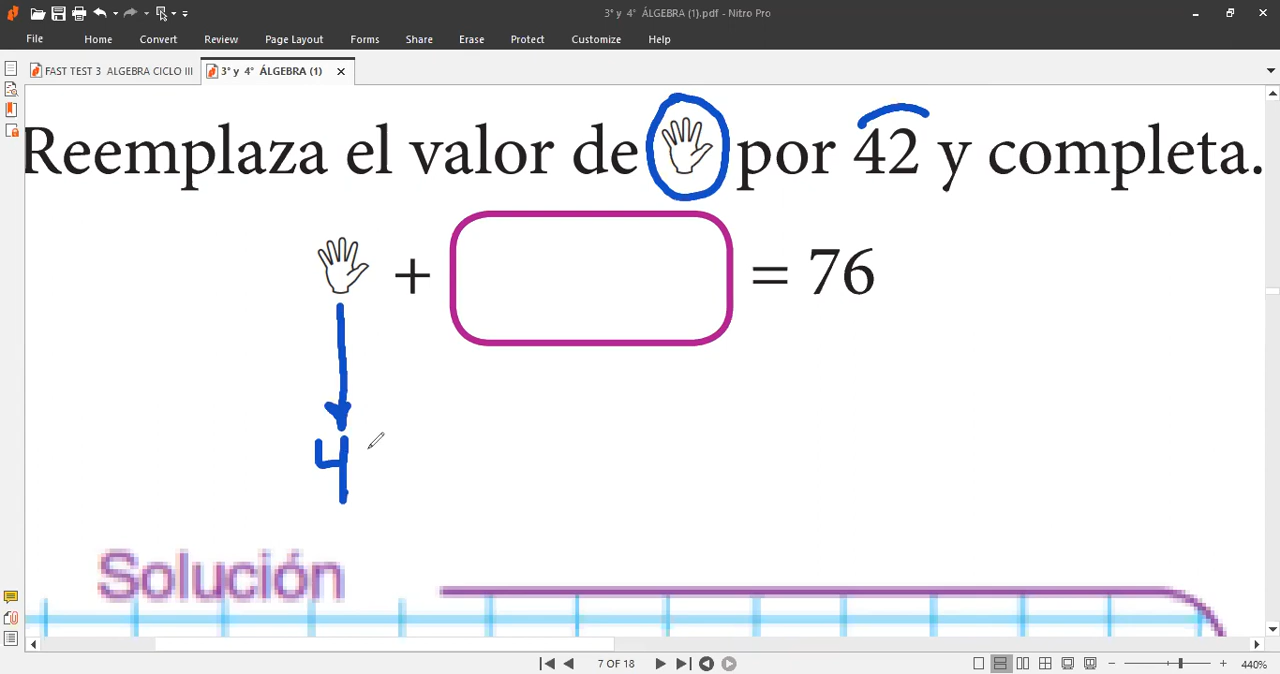 3° y 4° ÁLGEBRA (1).pdf - Nitro Pro
File Home Convert Review Page Layout Forms Share Erase Protect Customize Help
FAST TEST 3 ALGEBRA CICLO III
3° y 4° ÁLGEBRA (1)
Reemplaza el valor de por 42 y completa.
+ = 76
4
Solución
7 OF 18
440%